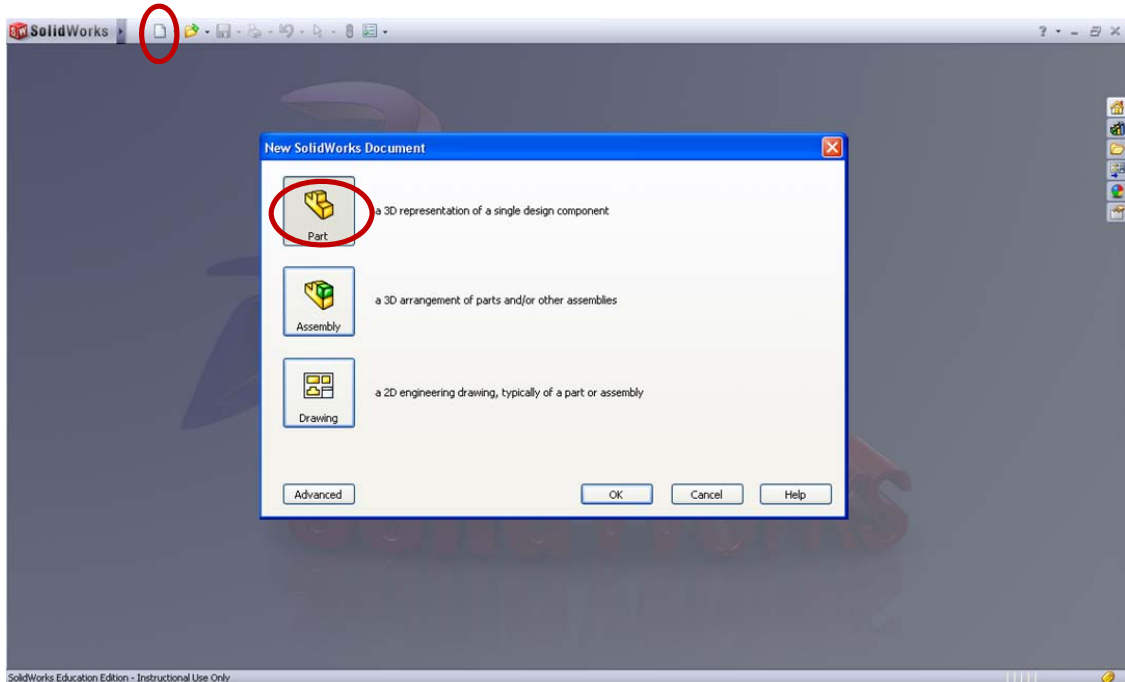 SolidWorks
?
New SolidWorks Document
Part
a 3D representation of a single design component
Assembly
a 3D arrangement of parts and/or other assemblies
Drawing
a 2D engineering drawing, typically of a part or assembly
Advanced
OK
Cancel
Help
SolidWorks
SolidWorks Education Edition - Instructional Use Only